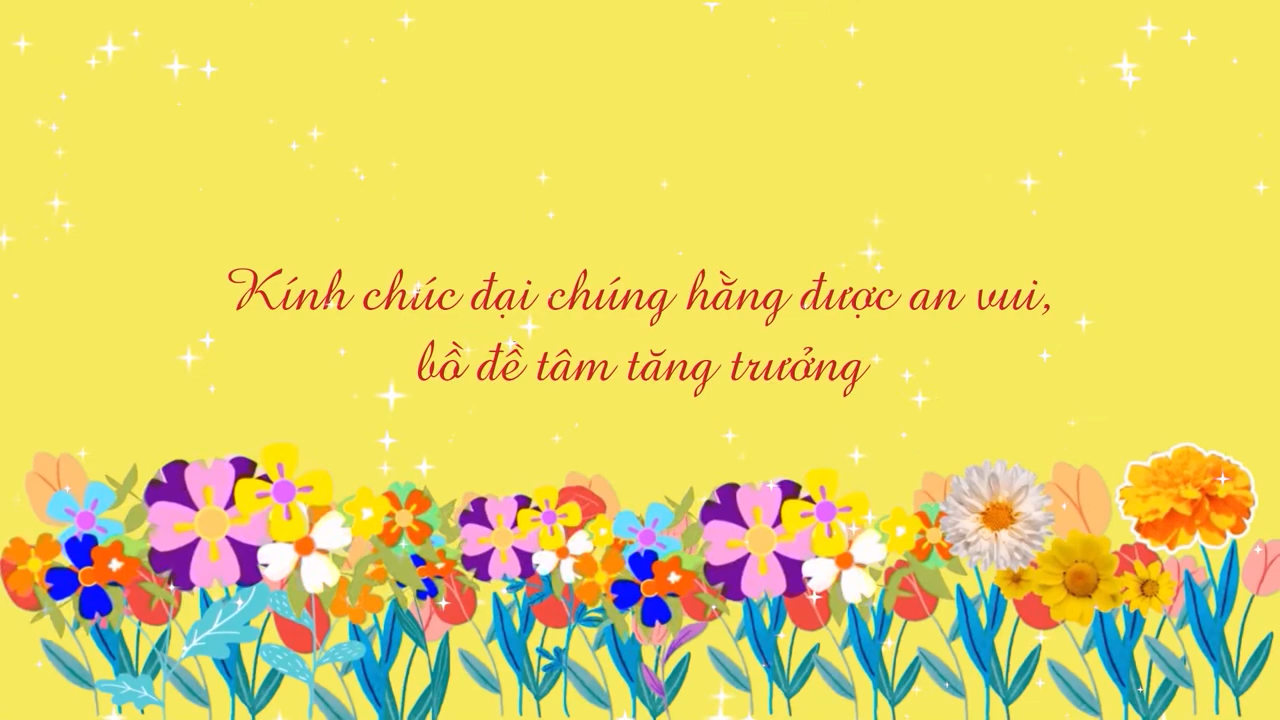 Kính chúc đại chúng hằng được an vui,
bồ đề tâm tăng trưởng